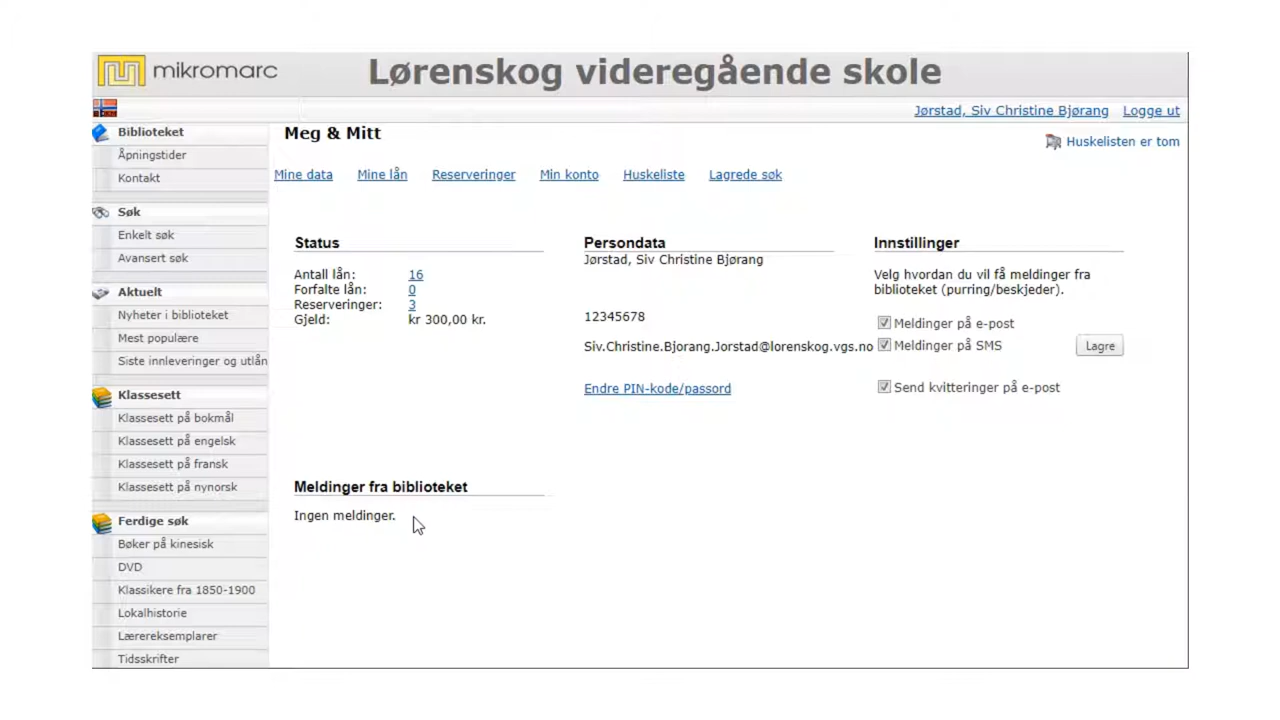 mikromarc
Lørenskog videregående skole
Jørstad, Siv Christine Bjørang Logge ut
Biblioteket
Åpningstider
Kontakt
Søk
Enkelt søk
Avansert søk
Aktuelt
Nyheter i biblioteket
Mest populære
Siste innleveringer og utlån
Klassesett
Klassesett på bokmål
Klassesett på engelsk
Klassesett på fransk
Klassesett på nynorsk
Ferdige søk
Bøker på kinesisk
DVD
Klassikere fra 1850-1900
Lokalhistorie
Lærereksemplarer
Tidsskrifter
Meg & Mitt
Huskelisten er tom
Mine data Mine lån Reserveringer Min konto Huskeliste Lagrede søk
Status
Antall lån: 16
Forfalte lån: 0
Reserveringer: 3
Gjeld: kr 300,00 kr.
Persondata
Jørstad, Siv Christine Bjørang
12345678
Siv.Christine.Bjorang.Jorstad@lorenskog.vgs.no
Endre PIN-kode/passord
Innstillinger
Velg hvordan du vil få meldinger fra
biblioteket (purring/beskjeder).
Meldinger på e-post
Meldinger på SMS
Lagre
Send kvitteringer på e-post
Meldinger fra biblioteket
Ingen meldinger.